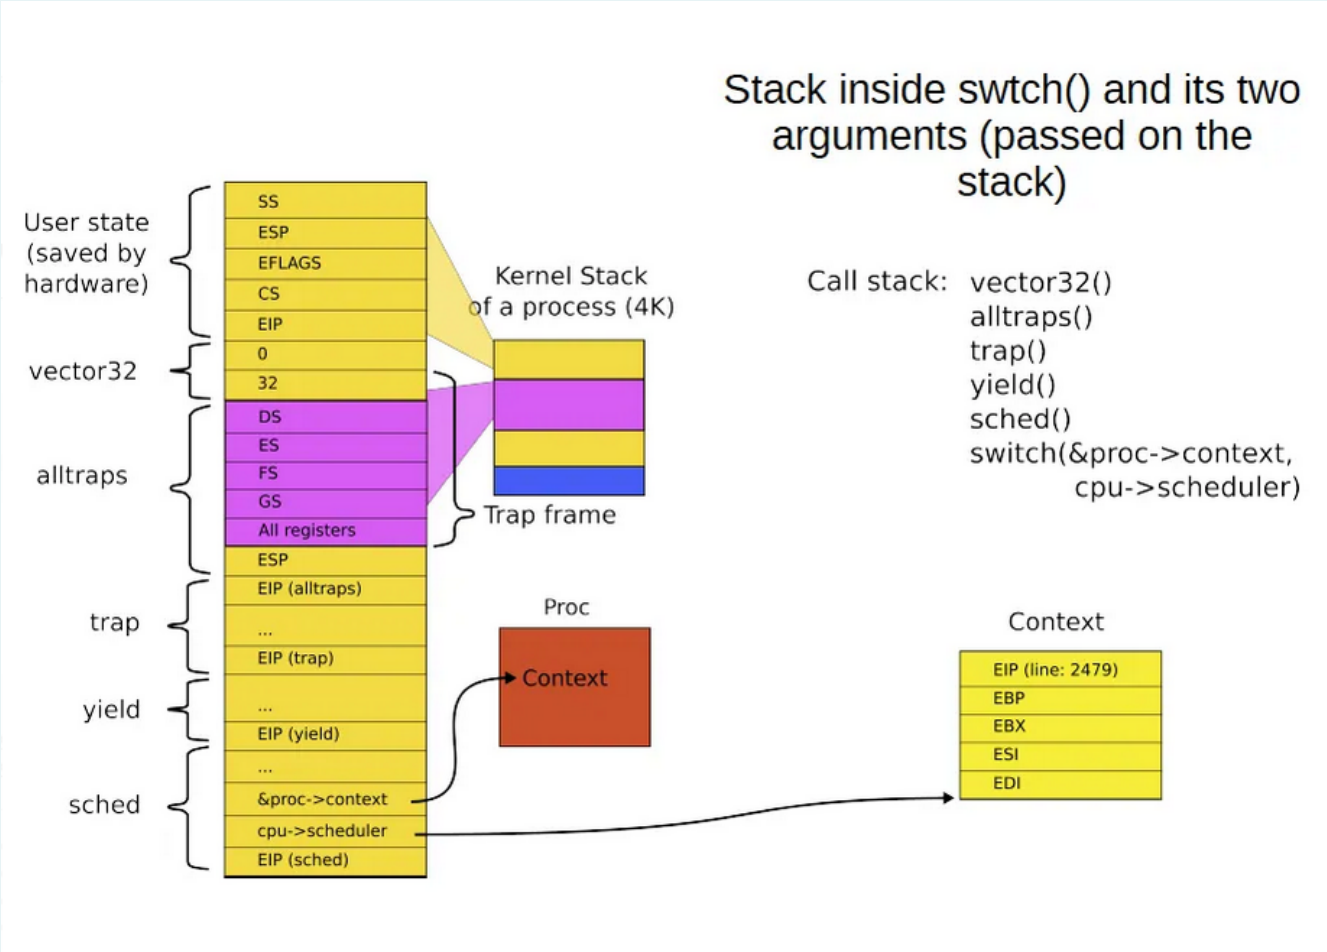 Stack inside swtch() and its two
arguments (passed on the
stack)
User state
(saved by
hardware)
vector32
alltraps
trap
yield
sched
SS
ESP
EFLAGS
CS
EIP
0
32
DS
ES
FS
GS
All registers
ESP
EIP (alltraps)
...
EIP (trap)
...
EIP (yield)
...
&proc->context
cpu->scheduler
EIP (sched)
Kernel Stack
of a process (4K)
Trap frame
Proc
Context
Call stack: vector32()
alltraps()
trap()
yield()
sched()
switch(&proc->context,
cpu->scheduler)
Context
EIP (line: 2479)
EBP
EBX
ESI
EDI